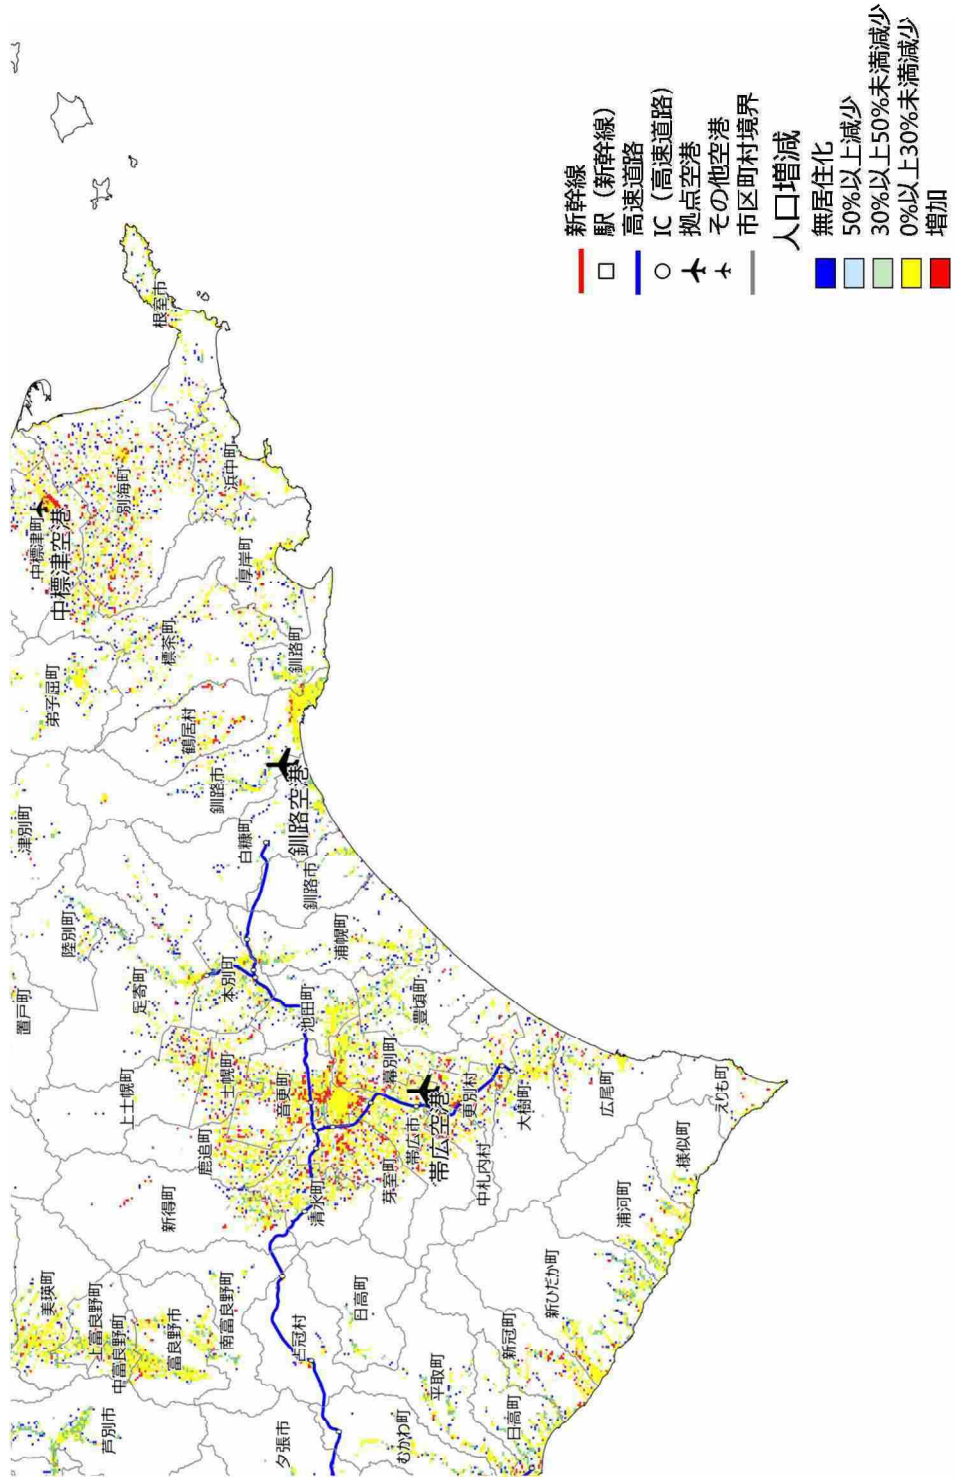 新幹線
駅（新幹線）
高速道路
IC（高速道路）
拠点空港
その他空港
市区町村境界
人口増減
無居住化
50%以上減少
30%以上50%未満減少
0%以上30%未満減少
増加
根室市
別海町
浜中町
中標津町
中標津空港
厚岸町
標茶町
釧路町
弟子屈町
鶴居村
釧路市
釧路空港
白糠町
津別町
釧路市
陸別町
浦幌町
置戸町
足寄町
本別町
池田町
豊頃町
上士幌町
士幌町
音更町
幕別町
更別村
大樹町
広尾町
えりも町
鹿追町
帯広市
帯広空港
芽室町
中札内村
様似町
新得町
清水町
浦河町
美瑛町
上富良野町
中富良野町
富良野市
南富良野町
占冠村
日高町
新ひだか町
新冠町
平取町
芦別市
夕張市
むかわ町
日高町